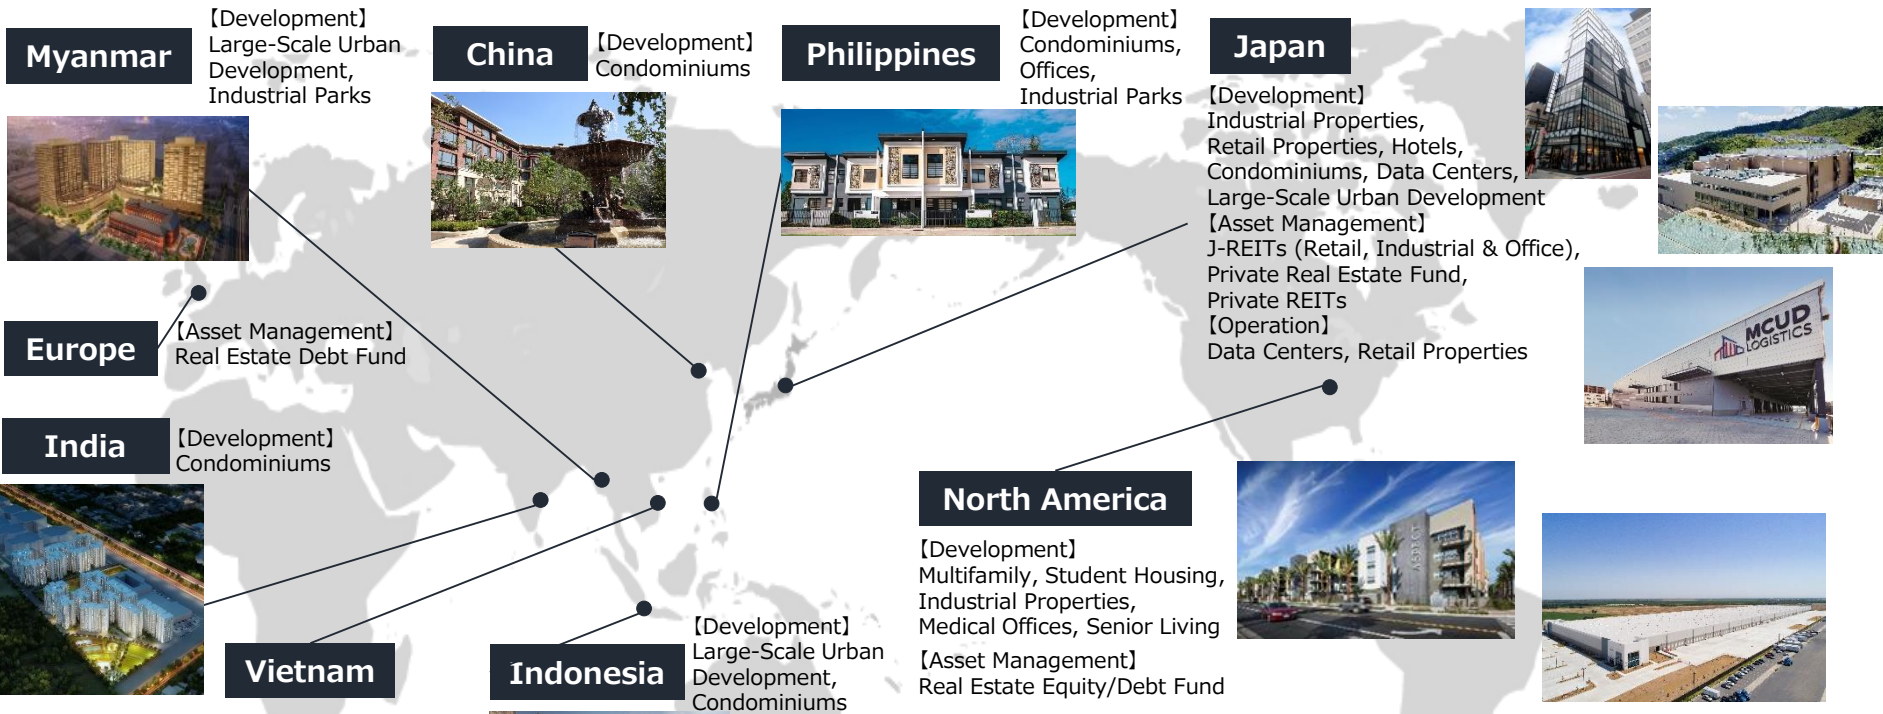 Myanmar
【Development】
Large-Scale Urban
Development,
Industrial Parks
China
【Development】
Condominiums
Philippines
【Development】
Condominiums,
Offices,
Industrial Parks
Japan
【Development】
Industrial Properties,
Retail Properties, Hotels,
Condominiums, Data Centers,
Large-Scale Urban Development
【Asset Management】
J-REITs (Retail, Industrial & Office),
Private Real Estate Fund,
Private REITs
【Operation】
Data Centers, Retail Properties
MCUD
LOGISTICS
Europe
【Asset Management】
Real Estate Debt Fund
India
【Development】
Condominiums
Vietnam
Indonesia
【Development】
Large-Scale Urban
Development,
Condominiums
North America
【Development】
Multifamily, Student Housing,
Industrial Properties,
Medical Offices, Senior Living
【Asset Management】
Real Estate Equity/Debt Fund